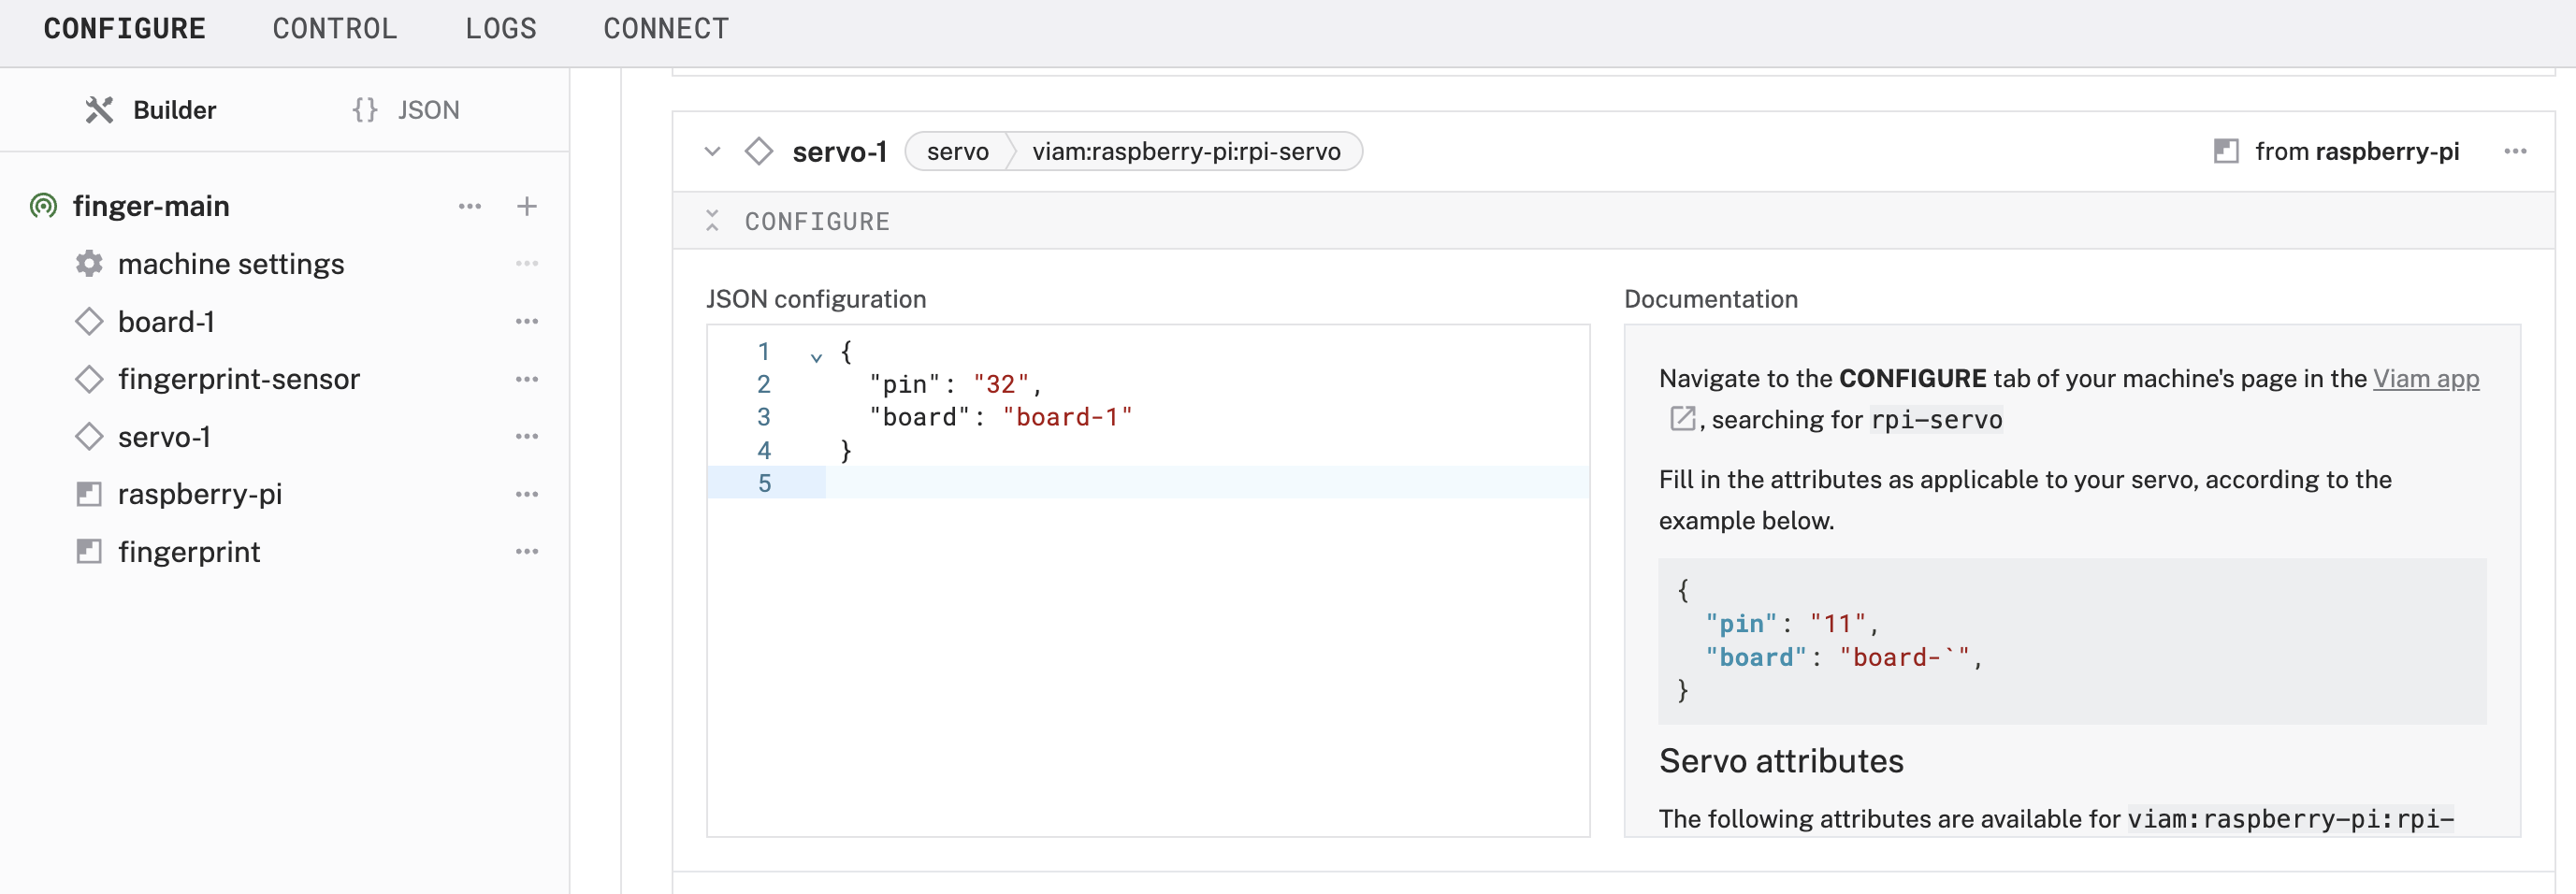 CONFIGURE CONTROL LOGS CONNECT
Builder {} JSON
finger-main
machine settings
board-1
fingerprint-sensor
servo-1
raspberry-pi
fingerprint
servo-1 servo viam:raspberry-pi:rpi-servo from raspberry-pi
CONFIGURE
JSON configuration
1 {
2 "pin": "32",
3 "board": "board-1"
4 }
5
Documentation
Navigate to the CONFIGURE tab of your machine's page in the Viam app
, searching for rpi-servo
Fill in the attributes as applicable to your servo, according to the
example below.
{
"pin": "11",
"board": "board-`",
}
Servo attributes
The following attributes are available for viam:raspberry-pi:rpi-